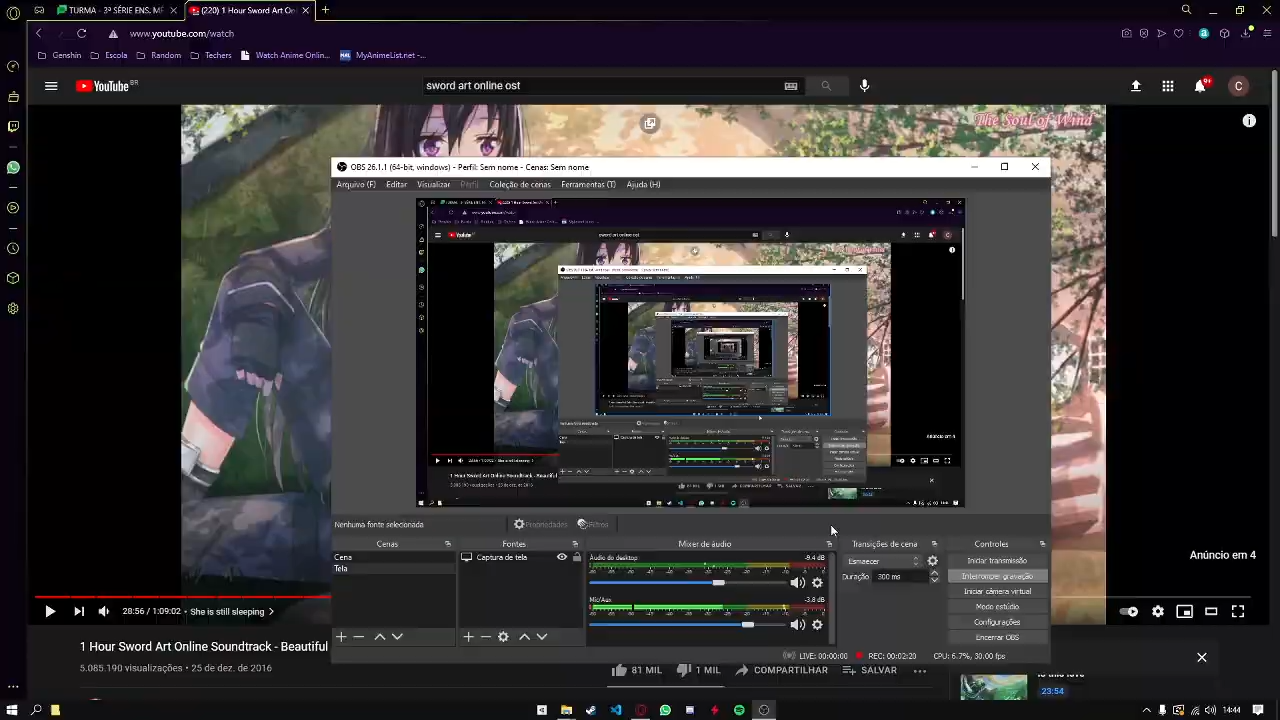 TURMA - 3ª SÉRIE ENS. MÉ
(220) 1 Hour Sword Art Onl
www.youtube.com/watch
Genshin
Escola
Random
Techers
Watch Anime Online...
MAL MyAnimeList.net -...
YouTube BR
sword art online ost
9+
C
The Soul of Wind
OBS 26.1.1 (64-bit, windows) - Perfil: Sem nome - Cenas: Sem nome
Arquivo (F)
Editar
Visualizar
Perfil
Coleção de cenas
Ferramentas (T)
Ajuda (H)
Nenhuma fonte selecionada
Propriedades
Filtros
Cenas
Fontes
Mixer de áudio
Transições de cena
Controles
Cena
Tela
Captura de tela
Áudio do desktop
-9.4 dB
Mic/Aux
-3.8 dB
Esmaecer
Duração
300 ms
Iniciar transmissão
Interromper gravação
Iniciar câmera virtual
Modo estúdio
Configurações
Encerrar OBS
LIVE: 00:00:00
REC: 00:02:20
CPU: 6.7%, 30.00 fps
Anúncio em 4
28:56 / 1:09:02
She is still sleeping
1 Hour Sword Art Online Soundtrack - Beautiful
5.085.190 visualizações • 25 de dez. de 2016
81 MIL
1 MIL
COMPARTILHAR
SALVAR
23:54
14:44